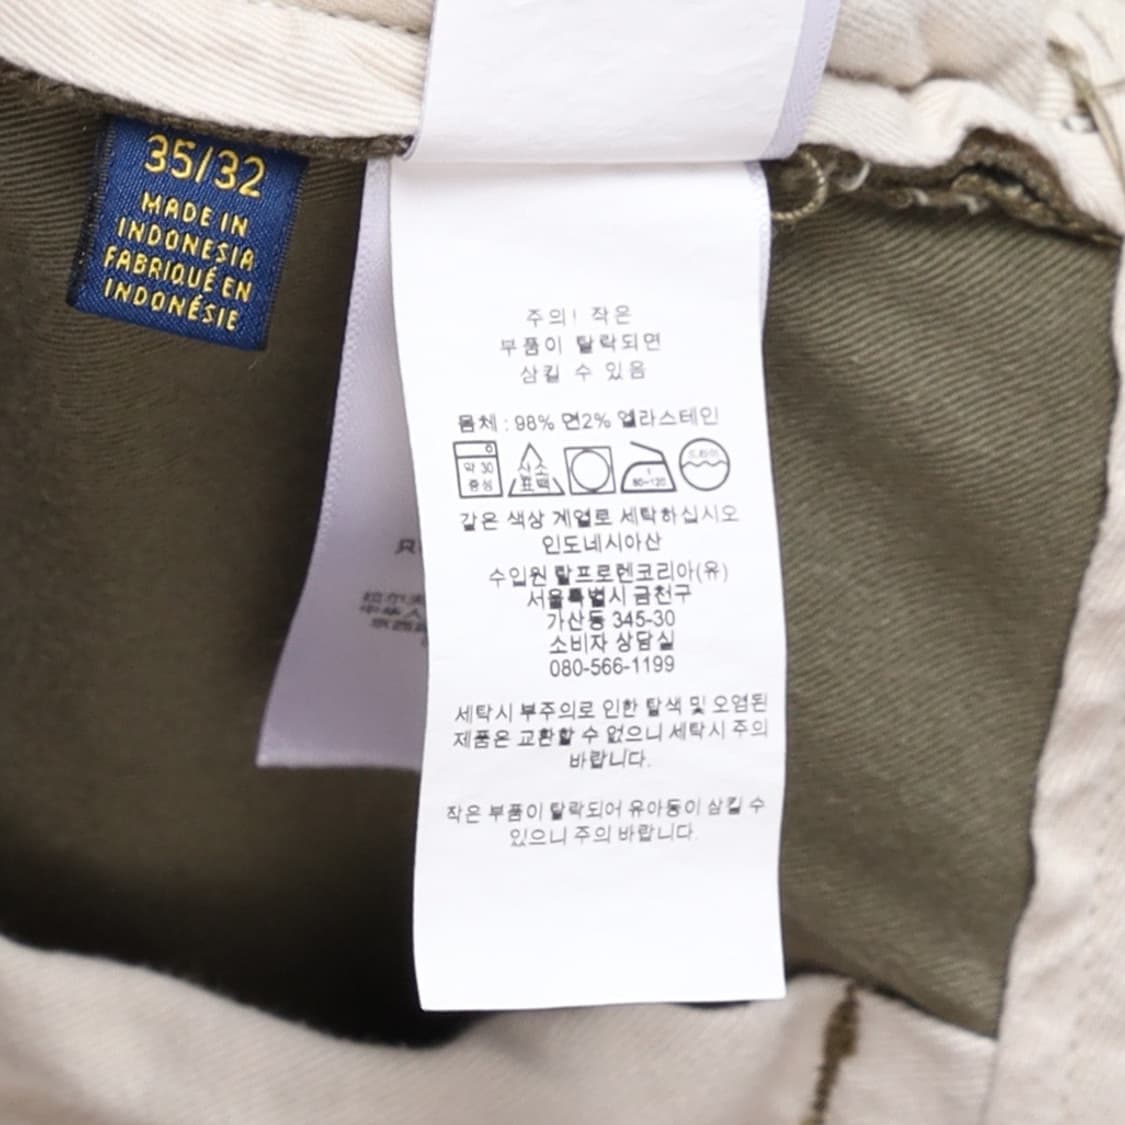 35/32
MADE IN
INDONESIA
FABRIQUÉ EN
INDONÉSIE
주의! 작은
부품이 탈락되면
삼킬 수 있음
몸체 : 98% 면2% 엘라스테인
약 30
중성
산소
표백
1
80~120
드라이
같은 색상 계열로 세탁하십시오
인도네시아산
수입원 랄프로렌코리아(유)
서울특별시 금천구
가산동 345-30
소비자 상담실
080-566-1199
세탁시 부주의로 인한 탈색 및 오염된
제품은 교환할 수 없으니 세탁시 주의
바랍니다.
작은 부품이 탈락되어 유아동이 삼킬 수
있으니 주의 바랍니다.